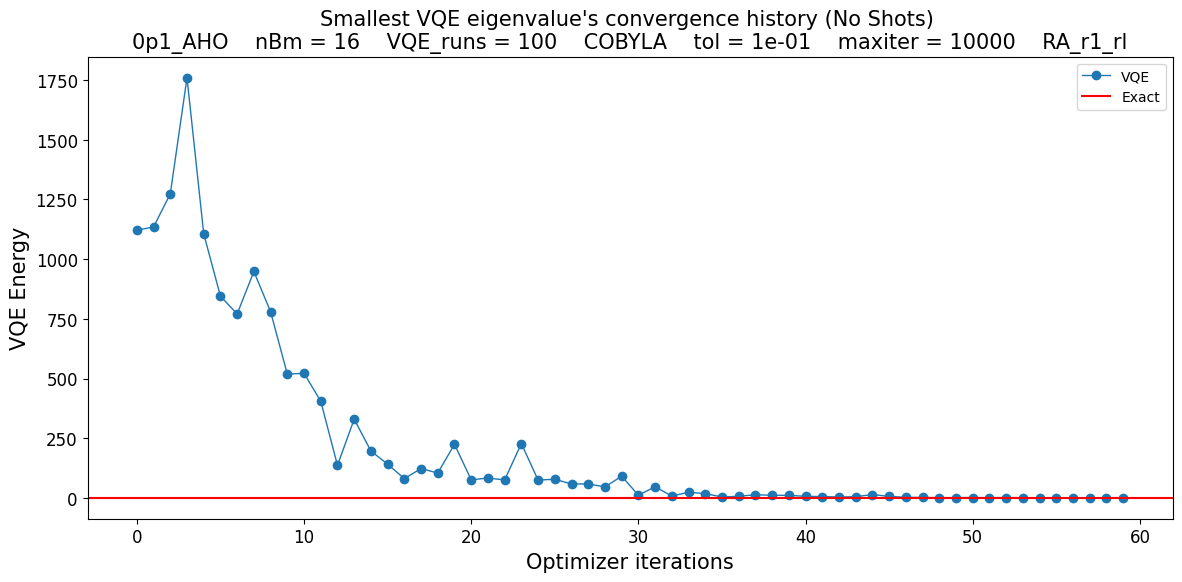 Smallest VQE eigenvalue's convergence history (No Shots)
0p1_AHO    nBm = 16    VQE_runs = 100    COBYLA    tol = 1e-01    maxiter = 10000    RA_r1_rl
VQE
Exact
VQE Energy
1750
1500
1250
1000
750
500
250
0
0 10 20 30 40 50 60
Optimizer iterations